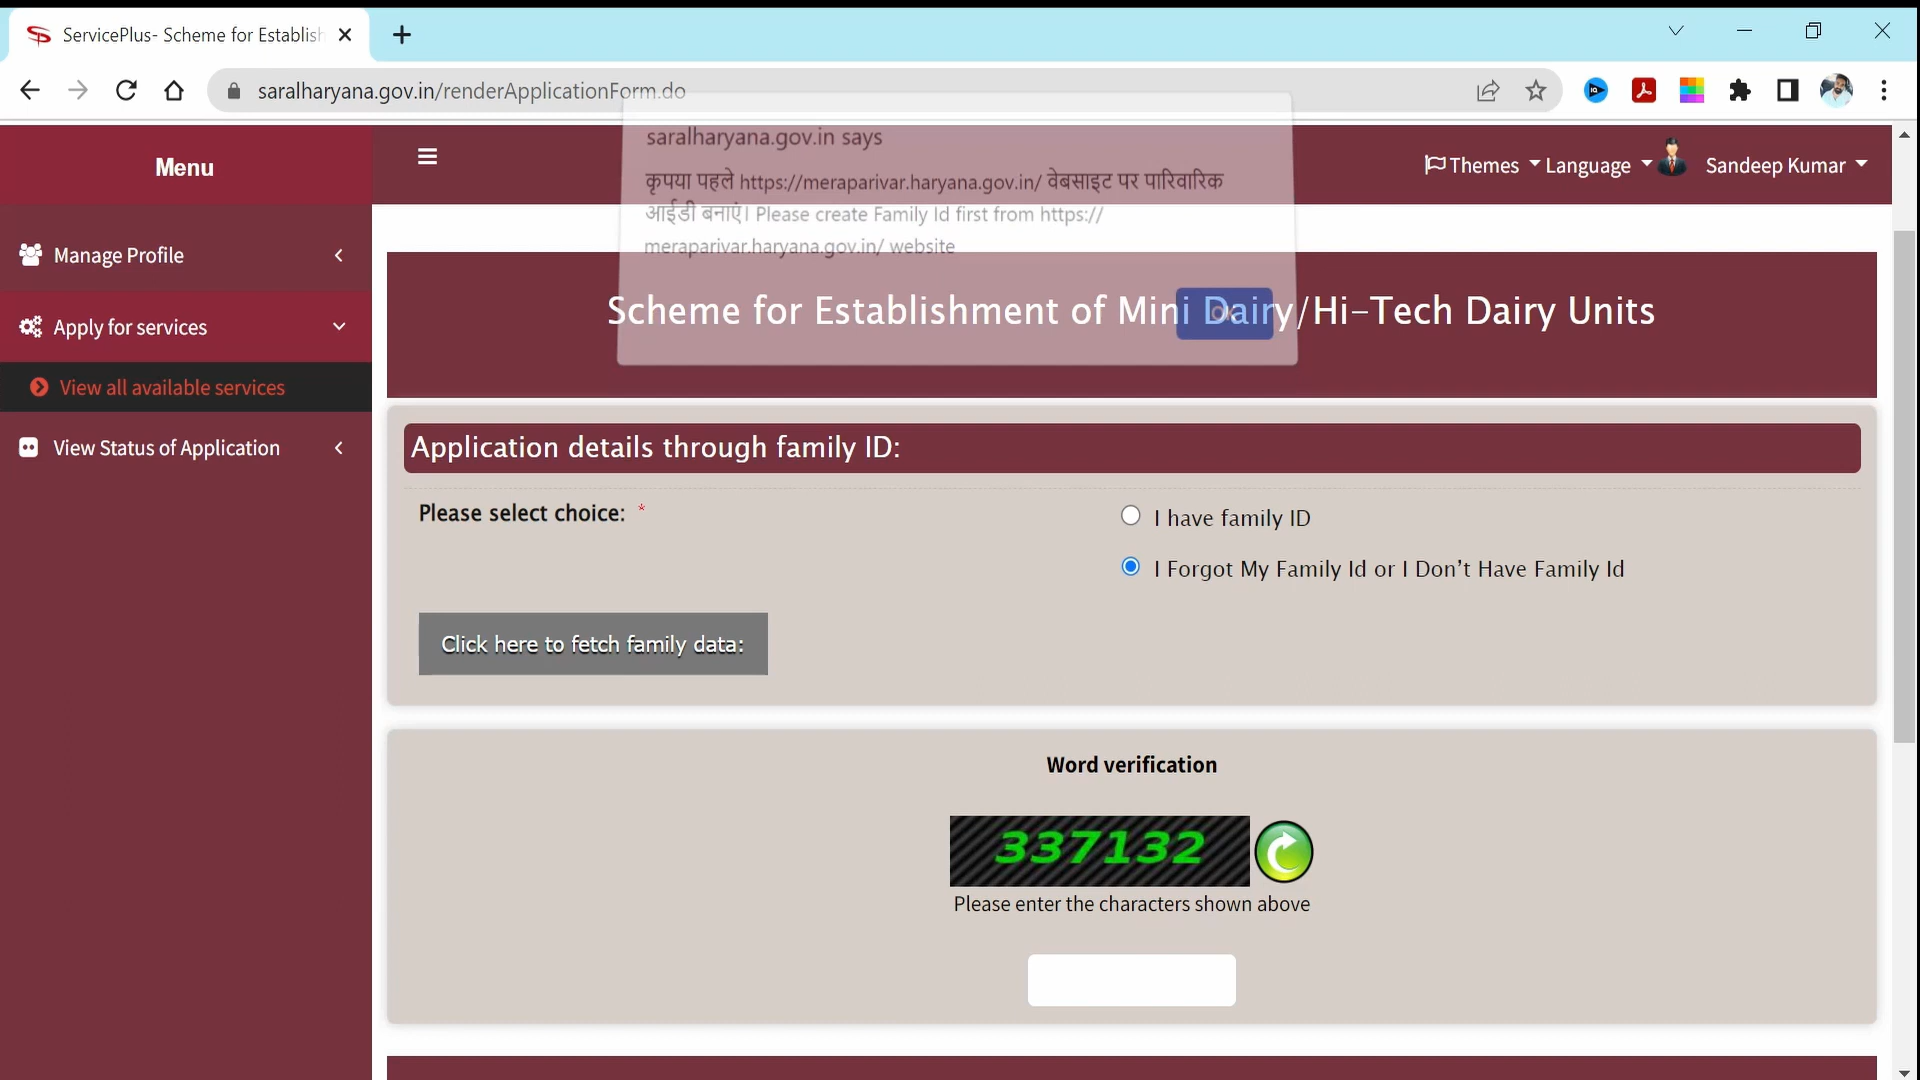 ServicePlus- Scheme for Establish
saralharyana.gov.in/renderApplicationForm.do
saralharyana.gov.in says
कृपया पहले https://meraparivar.haryana.gov.in/ वेबसाइट पर पारिवारिक
आईडी बनाएं। Please create Family Id first from https://
meraparivar.haryana.gov.in/ website
OK
Menu
Themes Language Sandeep Kumar
Manage Profile
Apply for services
View all available services
View Status of Application
Scheme for Establishment of Mini Dairy/Hi-Tech Dairy Units
Application details through family ID:
Please select choice: *
I have family ID
I Forgot My Family Id or I Don't Have Family Id
Click here to fetch family data:
Word verification
337132
Please enter the characters shown above